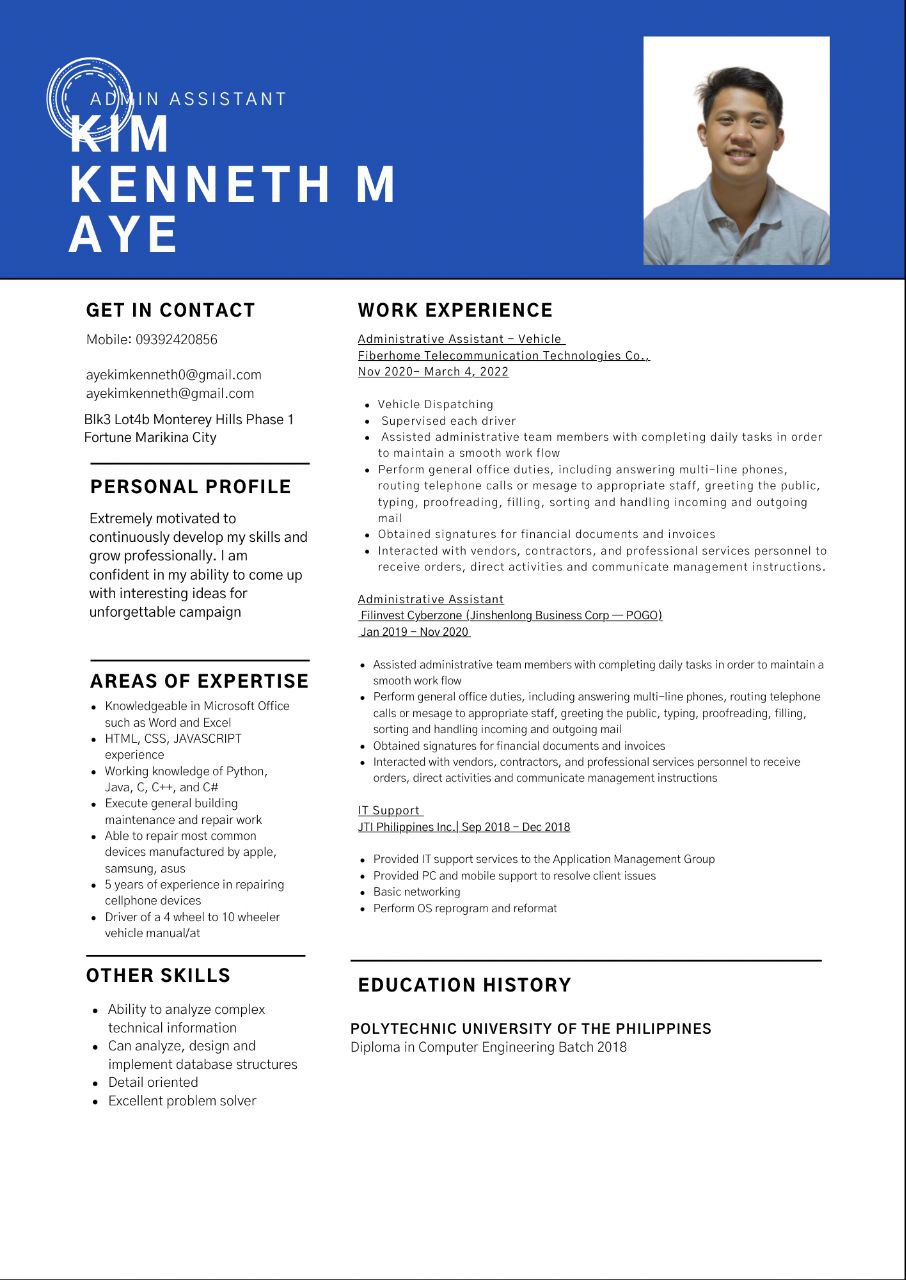 ADMIN ASSISTANT
KIM
KENNETH M
AYE
GET IN CONTACT
Mobile: 09392420856
ayekimkenneth0@gmail.com
ayekimkenneth@gmail.com
Blk3 Lot4b Monterey Hills Phase 1
Fortune Marikina City
PERSONAL PROFILE
Extremely motivated to
continuously develop my skills and
grow professionally. I am
confident in my ability to come up
with interesting ideas for
unforgettable campaign
AREAS OF EXPERTISE
• Knowledgeable in Microsoft Office
such as Word and Excel
• HTML, CSS, JAVASCRIPT
experience
• Working knowledge of Python,
Java, C, C++, and C#
• Execute general building
maintenance and repair work
• Able to repair most common
devices manufactured by apple,
samsung, asus
• 5 years of experience in repairing
cellphone devices
• Driver of a 4 wheel to 10 wheeler
vehicle manual/at
OTHER SKILLS
• Ability to analyze complex
technical information
• Can analyze, design and
implement database structures
• Detail oriented
• Excellent problem solver
WORK EXPERIENCE
Administrative Assistant - Vehicle
Fiberhome Telecommunication Technologies Co.,
Nov 2020- March 4, 2022
• Vehicle Dispatching
• Supervised each driver
• Assisted administrative team members with completing daily tasks in order
to maintain a smooth work flow
• Perform general office duties, including answering multi-line phones,
routing telephone calls or mesage to appropriate staff, greeting the public,
typing, proofreading, filling, sorting and handling incoming and outgoing
mail
• Obtained signatures for financial documents and invoices
• Interacted with vendors, contractors, and professional services personnel to
receive orders, direct activities and communicate management instructions.
Administrative Assistant
Filinvest Cyberzone (Jinshenlong Business Corp — POGO)
Jan 2019 - Nov 2020
• Assisted administrative team members with completing daily tasks in order to maintain a
smooth work flow
• Perform general office duties, including answering multi-line phones, routing telephone
calls or mesage to appropriate staff, greeting the public, typing, proofreading, filling,
sorting and handling incoming and outgoing mail
• Obtained signatures for financial documents and invoices
• Interacted with vendors, contractors, and professional services personnel to receive
orders, direct activities and communicate management instructions
IT Support
JTI Philippines Inc.| Sep 2018 - Dec 2018
• Provided IT support services to the Application Management Group
• Provided PC and mobile support to resolve client issues
• Basic networking
• Perform OS reprogram and reformat
EDUCATION HISTORY
POLYTECHNIC UNIVERSITY OF THE PHILIPPINES
Diploma in Computer Engineering Batch 2018